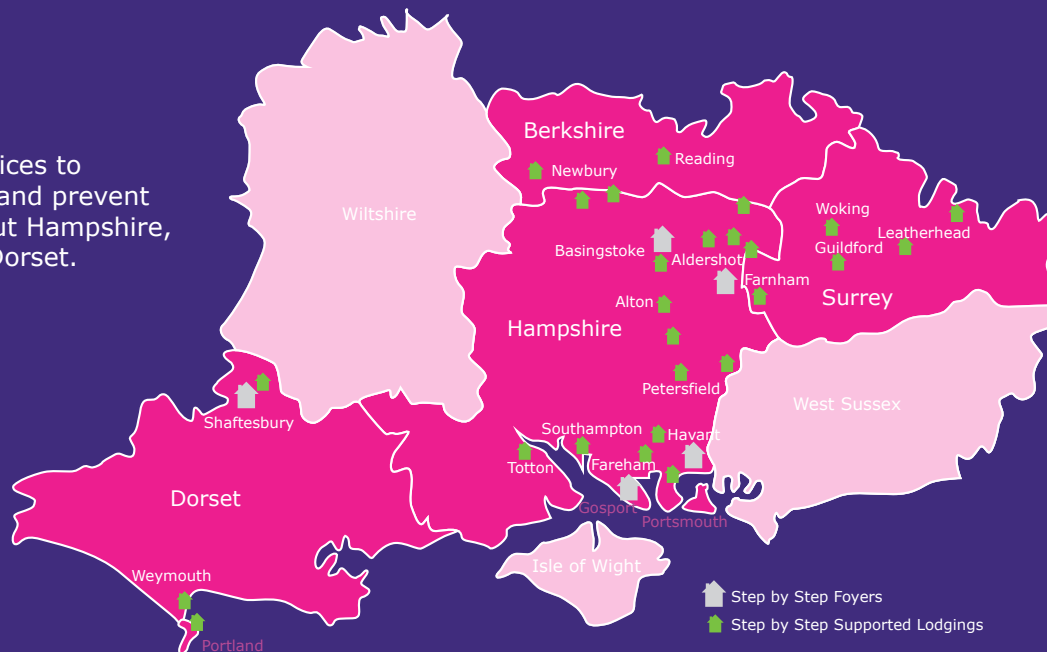 ices to
and prevent
ut Hampshire,
Dorset.
Berkshire
Reading
Newbury
Wiltshire
Woking
Leatherhead
Guildford
Basingstoke
Aldershot
Farnham
Surrey
Alton
Hampshire
Petersfield
West Sussex
Shaftesbury
Southampton
Havant
Fareham
Totton
Dorset
Gosport
Portsmouth
Isle of Wight
Weymouth
Portland
Step by Step Foyers
Step by Step Supported Lodgings